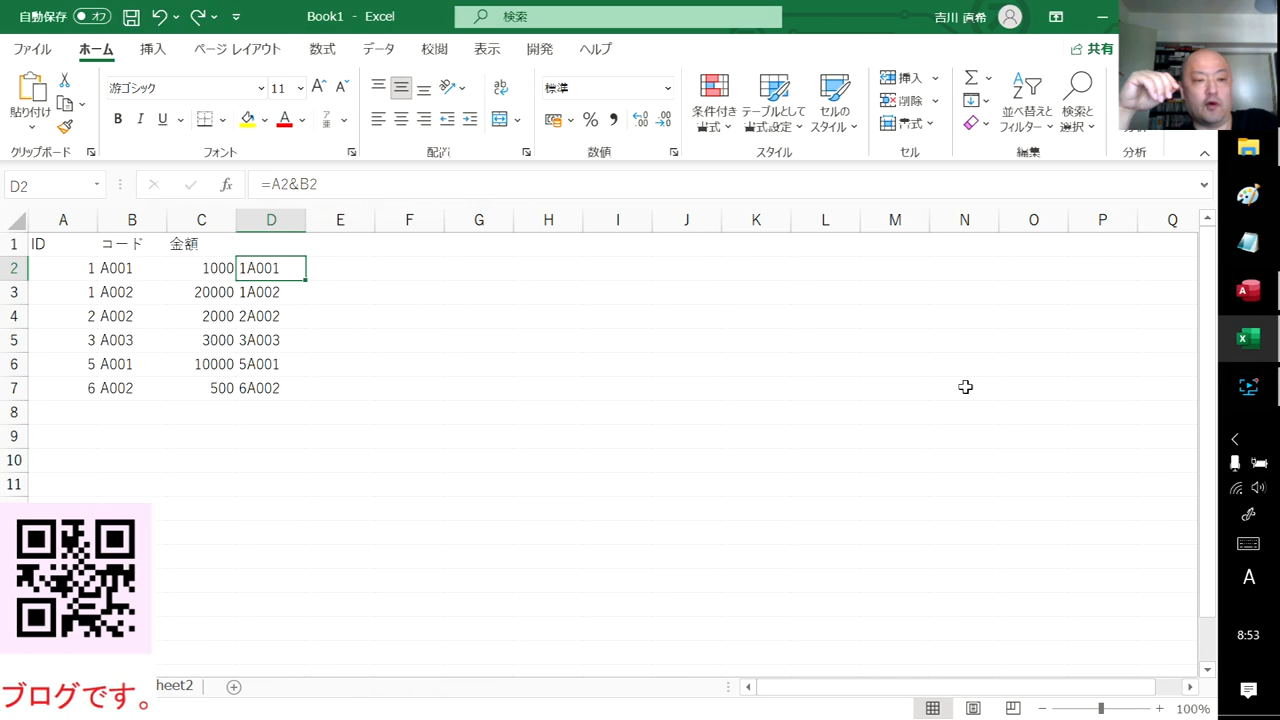 自動保存 オフ Book1 - Excel 検索 吉川 直希
ファイル ホーム 挿入 ページ レイアウト 数式 データ 校閲 表示 開発 ヘルプ 共有
貼り付け 游ゴシック 11 標準 条件付き書式 テーブルとして書式設定 セルのスタイル 挿入 削除 書式 並べ替えとフィルター 検索と選択
B I U A
クリップボード フォント 配置 数値 スタイル セル 編集 分析
D2 fx =A2&B2
A B C D E F G H I J K L M N O P Q
1 ID コード 金額
2 1 A001 1000 1A001
3 1 A002 20000 1A002
4 2 A002 2000 2A002
5 3 A003 3000 3A003
6 5 A001 10000 5A001
7 6 A002 500 6A002
8
9
10
11
A
8:53
ブログです。
heet2
100%